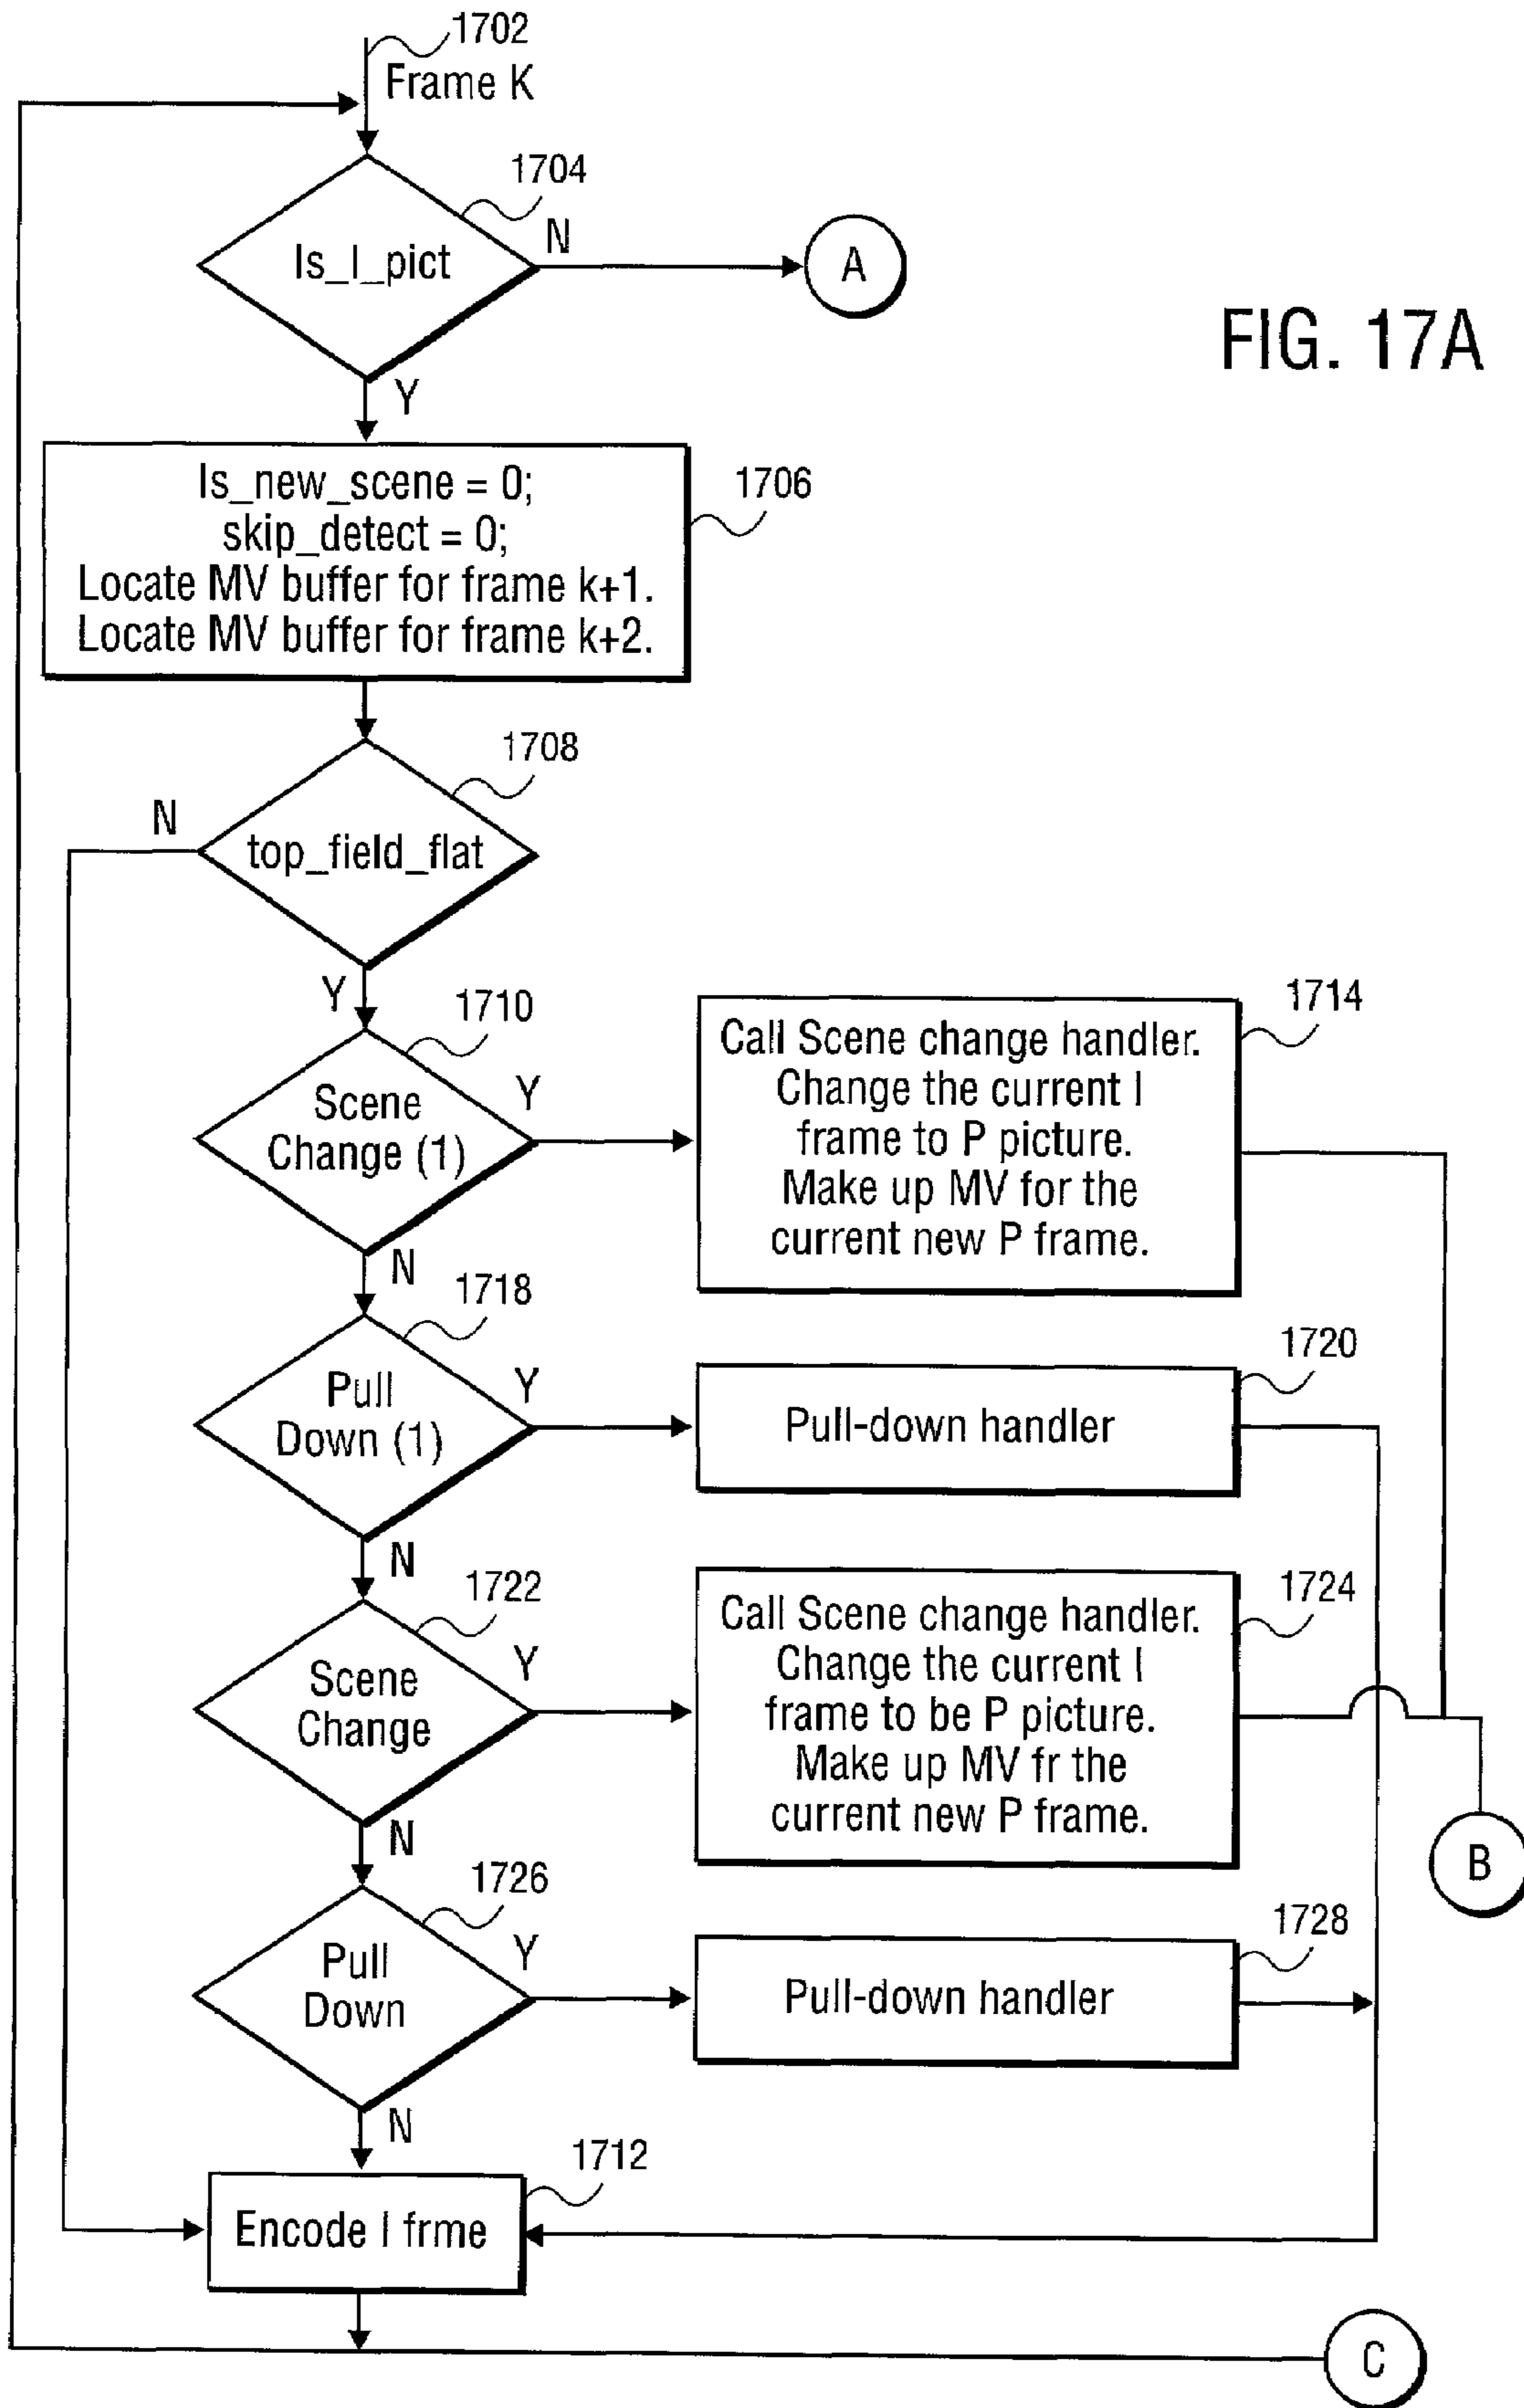 1702
Frame K
1704
Is_I_pict
N
A
FIG. 17A
Y
Is_new_scene = 0;
skip_detect = 0;
Locate MV buffer for frame k+1.
Locate MV buffer for frame k+2.
1706
1708
N
top_field_flat
Y
1710
Scene
Change (1)
Y
Call Scene change handler.
Change the current I
frame to P picture.
Make up MV for the
current new P frame.
1714
N
1718
Pull
Down (1)
Y
Pull-down handler
1720
N
1722
Scene
Change
Y
Call Scene change handler.
Change the current I
frame to be P picture.
Make up MV fr the
current new P frame.
1724
B
N
1726
Pull
Down
Y
Pull-down handler
1728
N
1712
Encode I frme
C